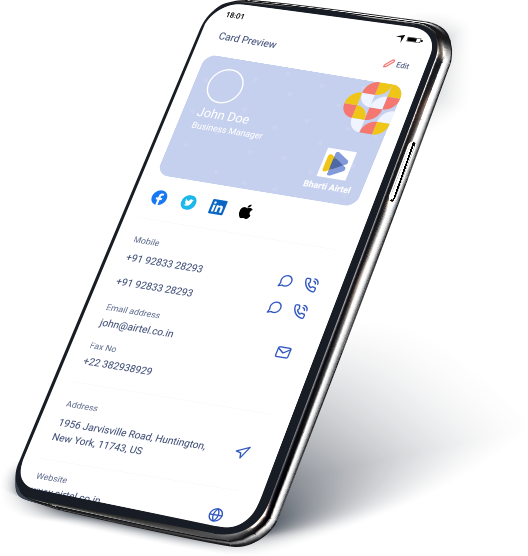 18:01
Card Preview
Edit
John Doe
Business Manager
Bharti Airtel
Mobile
+91 92833 28293
+91 92833 28293
Email address
john@airtel.co.in
Fax No
+22 382938929
Address
1956 Jarvisville Road, Huntington,
New York, 11743, US
Website